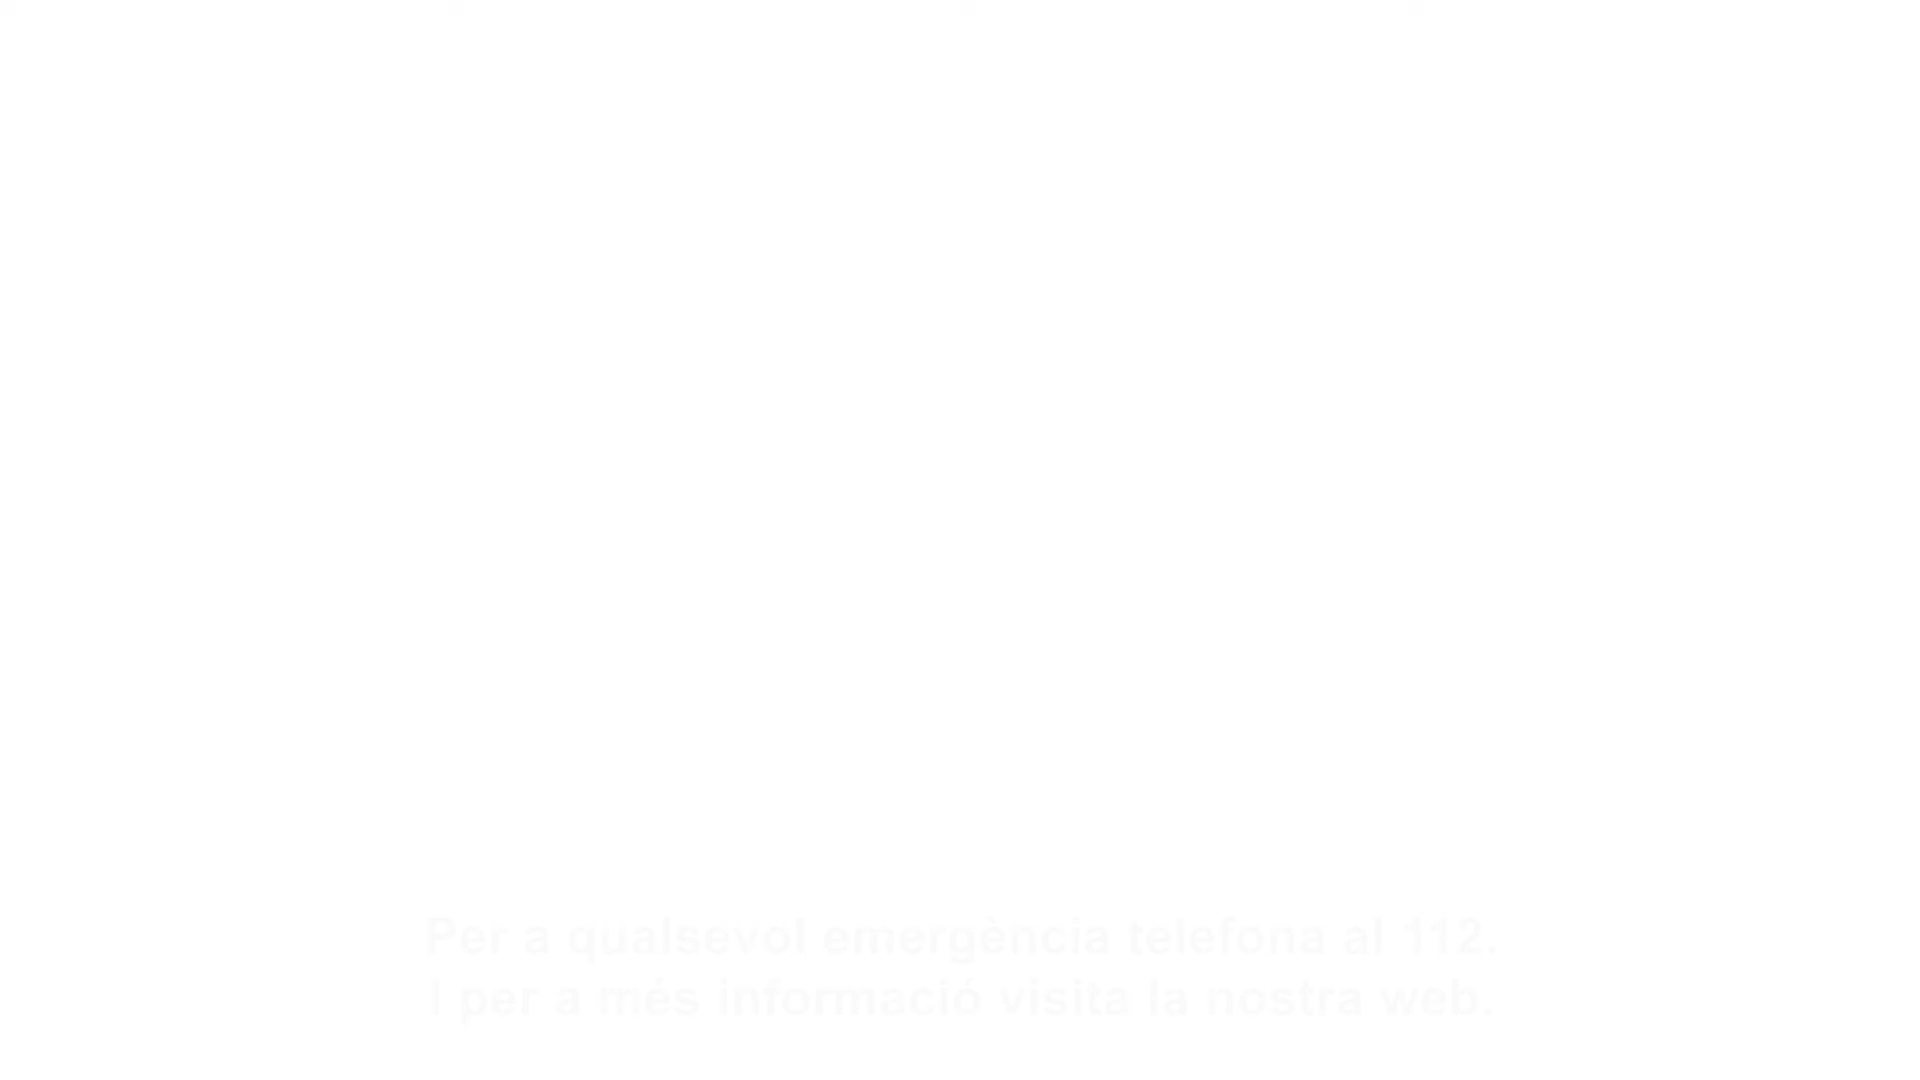 Per a qualsevol emergència telefona al 112.
I per a més informació visita la nostra web.